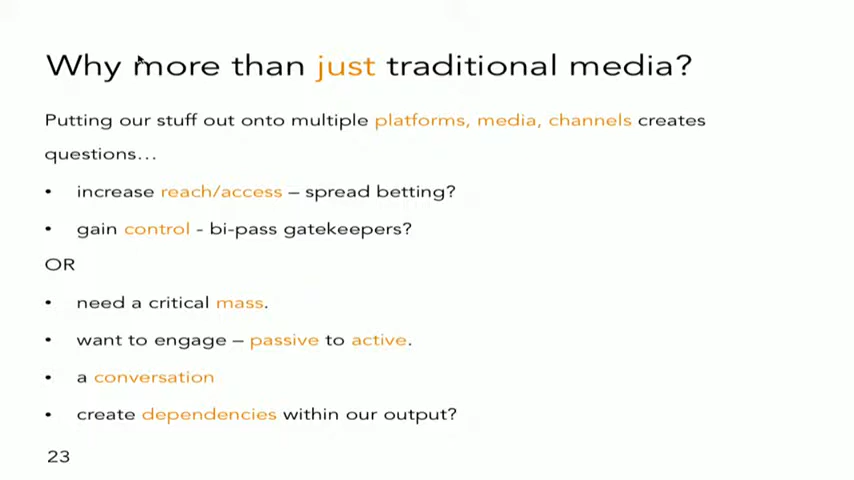 Why more than just traditional media?
Putting our stuff out onto multiple platforms, media, channels creates
questions…
• increase reach/access – spread betting?
• gain control - bi-pass gatekeepers?
OR
• need a critical mass.
• want to engage – passive to active.
• a conversation
• create dependencies within our output?
23